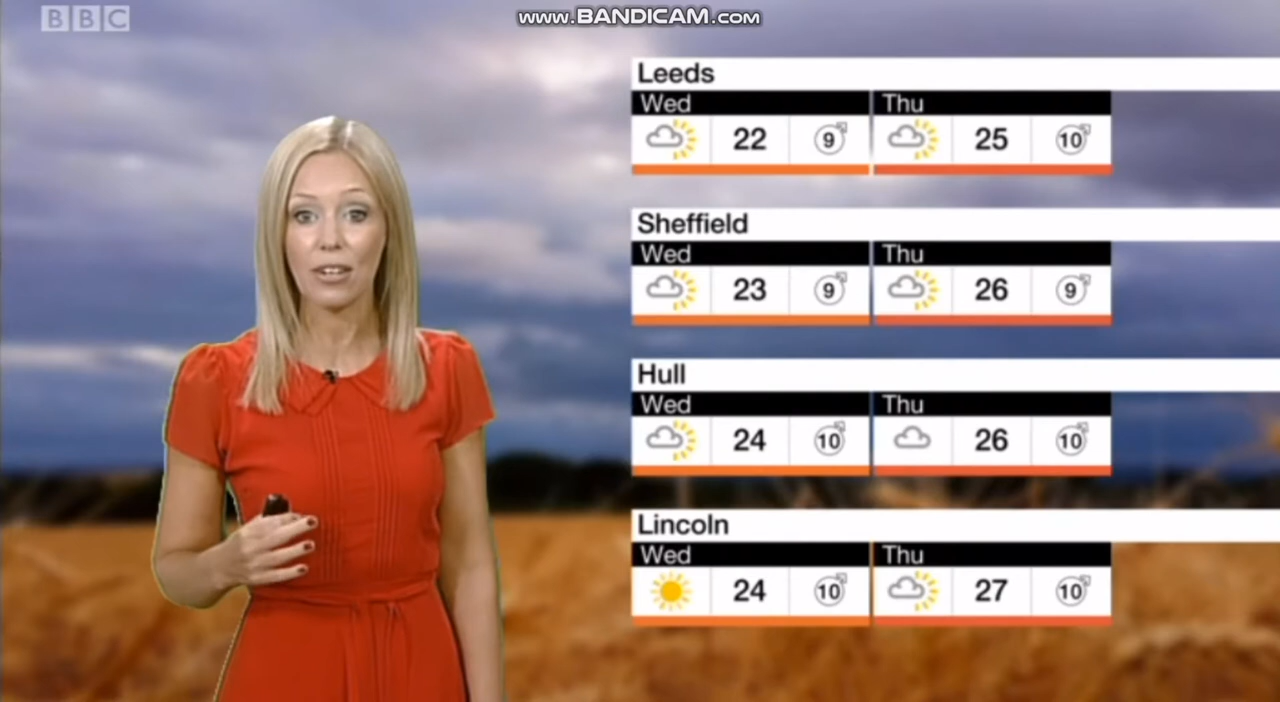 BBC
www.BANDICAM.com
Leeds
Wed Thu
22 9 25 10
Sheffield
Wed Thu
23 9 26 9
Hull
Wed Thu
24 10 26 10
Lincoln
Wed Thu
24 10 27 10